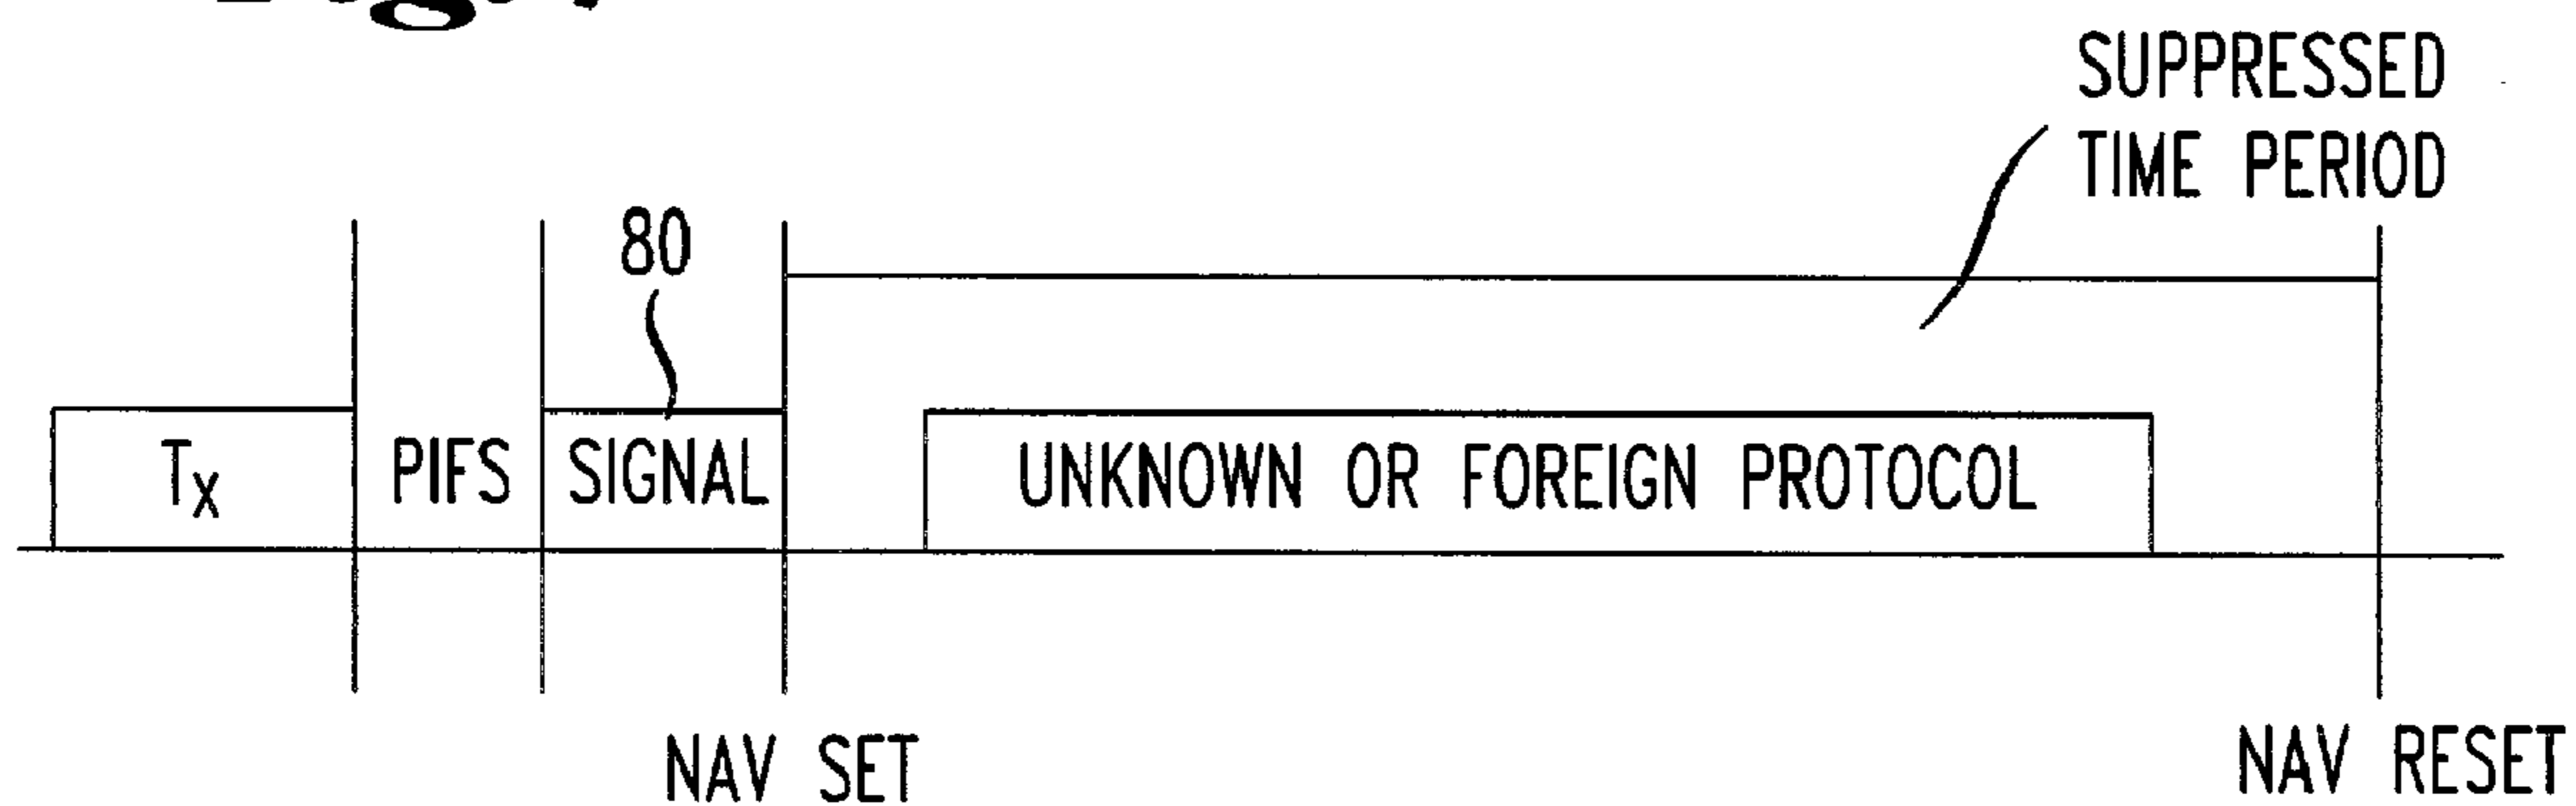 SUPPRESSED
TIME PERIOD
80
Tx PIFS SIGNAL UNKNOWN OR FOREIGN PROTOCOL
NAV SET NAV RESET